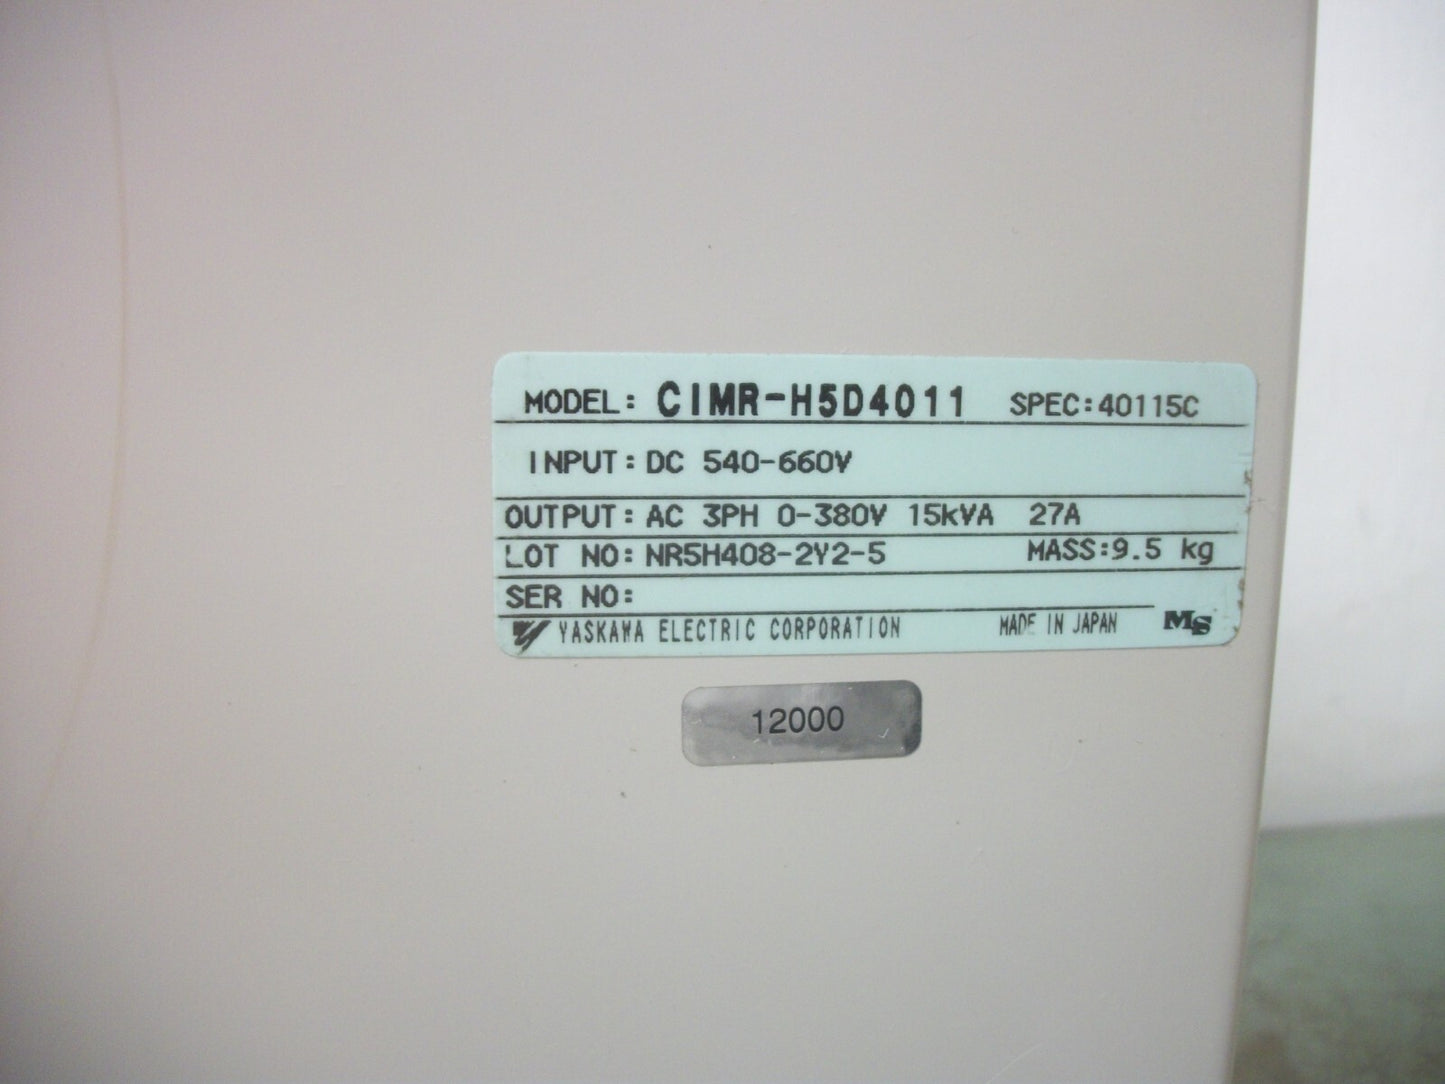 MODEL: CIMR-H5D4011 SPEC:40115C
INPUT: DC 540-660V
OUTPUT: AC 3PH 0-380V 15kVA 27A
LOT NO: NR5H408-2Y2-5 MASS:9.5 kg
SER NO:
YASKAWA ELECTRIC CORPORATION MADE IN JAPAN MS
12000